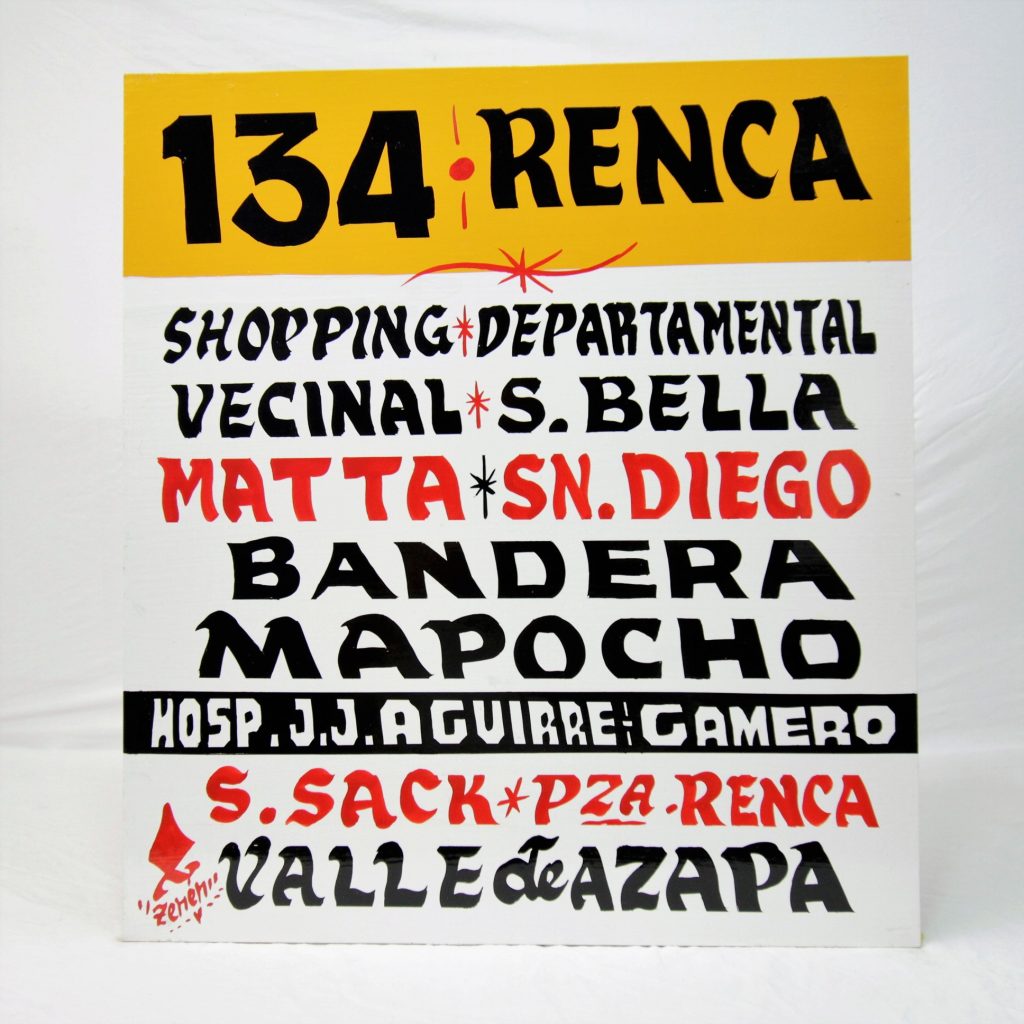 134 RENCA
SHOPPING * DEPARTAMENTAL
VECINAL * S. BELLA
MATTA * SN. DIEGO
BANDERA
MAPOCHO
HOSP. J.J. AGUIRRE - GAMERO
S. SACK * PZA. RENCA
VALLE de AZAPA
"Zenen"